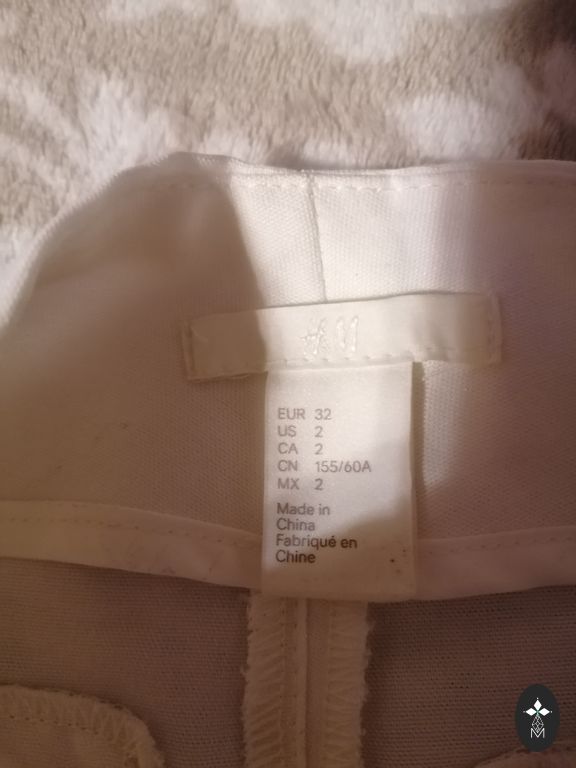 H&M
EUR 32
US 2
CA 2
CN 155/60A
MX 2
Made in
China
Fabriqué en
Chine
M